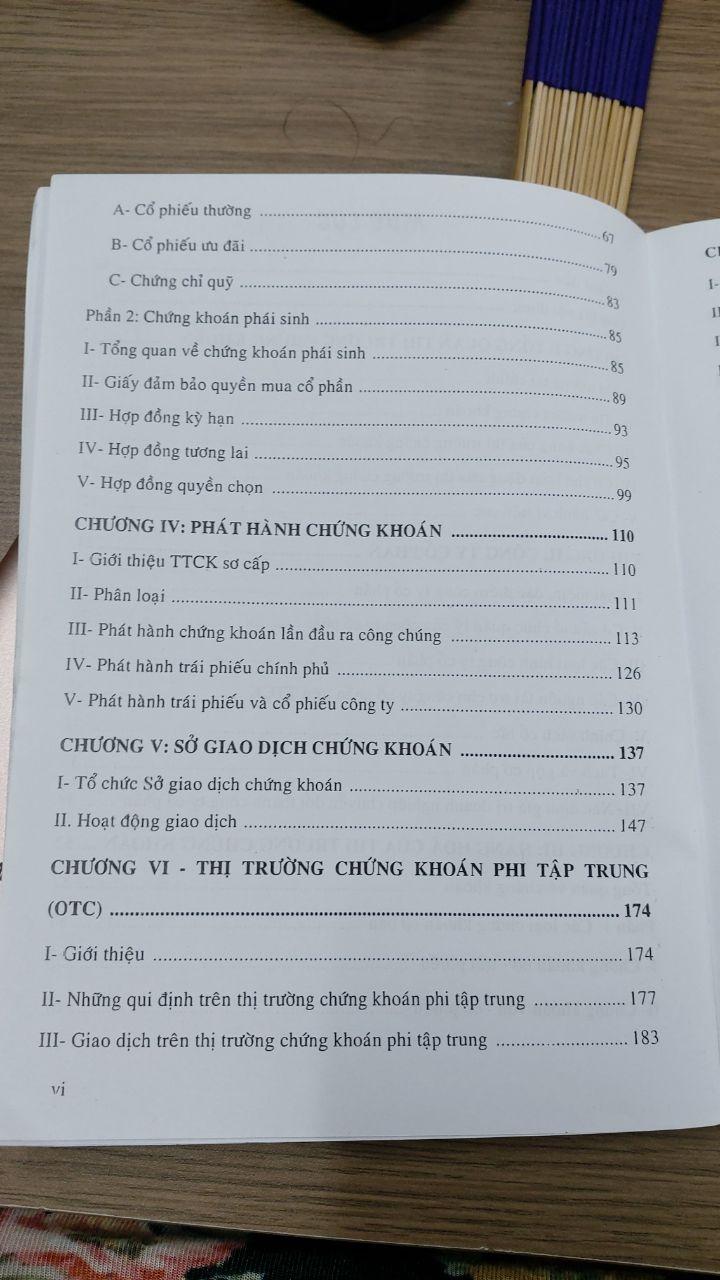 A- Cổ phiếu thường ........ 67
B- Cổ phiếu ưu đãi ........ 79
C- Chứng chỉ quỹ ........ 83
Phần 2: Chứng khoán phái sinh ........ 85
I- Tổng quan về chứng khoán phái sinh ........ 85
II- Giấy đảm bảo quyền mua cổ phần ........ 89
III- Hợp đồng kỳ hạn ........ 93
IV- Hợp đồng tương lai ........ 95
V- Hợp đồng quyền chọn ........ 99
CHƯƠNG IV: PHÁT HÀNH CHỨNG KHOÁN ........ 110
I- Giới thiệu TTCK sơ cấp ........ 110
II- Phân loại ........ 111
III- Phát hành chứng khoán lần đầu ra công chúng ........ 113
IV- Phát hành trái phiếu chính phủ ........ 126
V- Phát hành trái phiếu và cổ phiếu công ty ........ 130
CHƯƠNG V: SỞ GIAO DỊCH CHỨNG KHOÁN ........ 137
I- Tổ chức Sở giao dịch chứng khoán ........ 137
II. Hoạt động giao dịch ........ 147
CHƯƠNG VI - THỊ TRƯỜNG CHỨNG KHOÁN PHI TẬP TRUNG
(OTC) ........ 174
I- Giới thiệu ........ 174
II- Những qui định trên thị trường chứng khoán phi tập trung ........ 177
III- Giao dịch trên thị trường chứng khoán phi tập trung ........ 183
vi